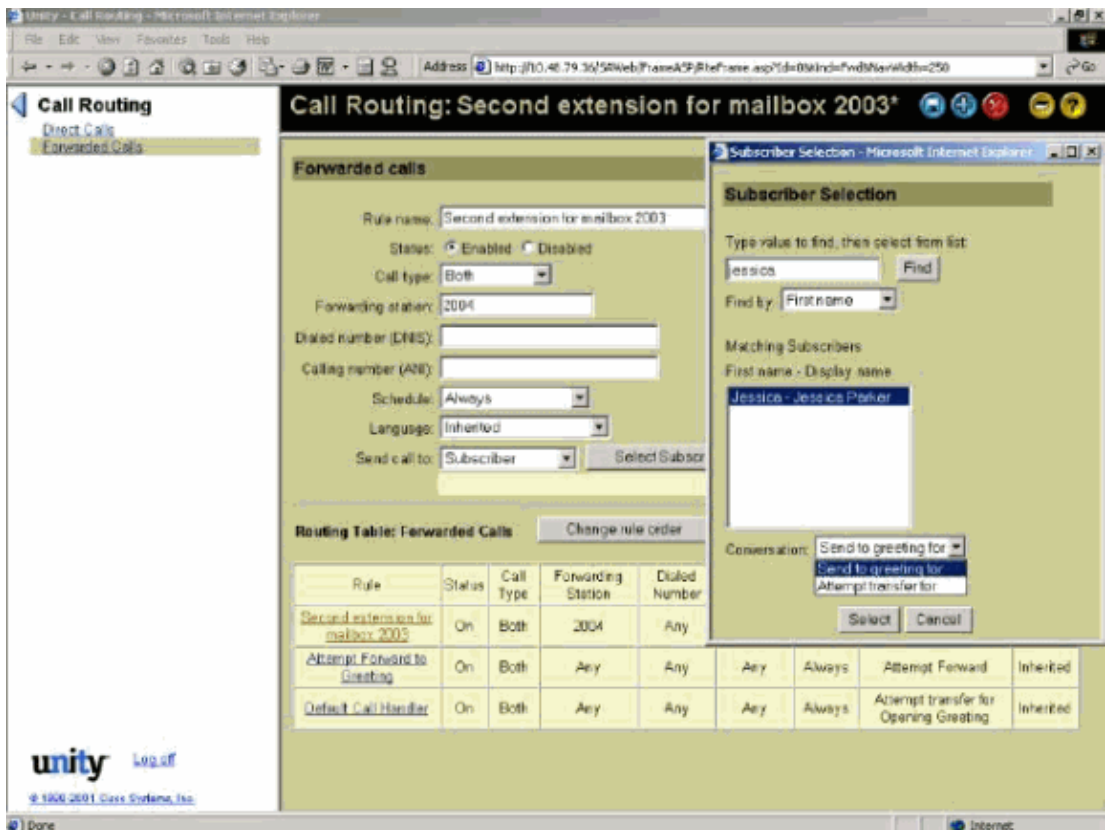 Unity - Call Routing - Microsoft Internet Explorer
File Edit View Favorites Tools Help
Address
Go
Call Routing
Direct Calls
Forwarded Calls
Call Routing: Second extension for mailbox 2003*
Forwarded calls
Rule name: Second extension for mailbox 2003
Status: Enabled Disabled
Call type: Both
Forwarding station: 2004
Dialed number (DNIS):
Calling number (ANI):
Schedule: Always
Language: Inherited
Send call to: Subscriber Select Subscr
Routing Table: Forwarded Calls Change rule order
Rule Status Call Type Forwarding Station Dialed Number
Second extension for mailbox 2003 On Both 2004 Any
Attempt Forward to Greeting On Both Any Any Any Always Attempt Forward Inherited
Default Call Handler On Both Any Any Any Always Attempt transfer for Opening Greeting Inherited
Subscriber Selection - Microsoft Internet Explorer
Subscriber Selection
Type value to find, then select from list:
jessica Find
Find by: First name
Matching Subscribers
First name - Display name
Jessica - Jessica Parker
Conversation: Send to greeting for
Send to greeting for
Attempt transfer for
Select Cancel
unity Log off
Done
Internet